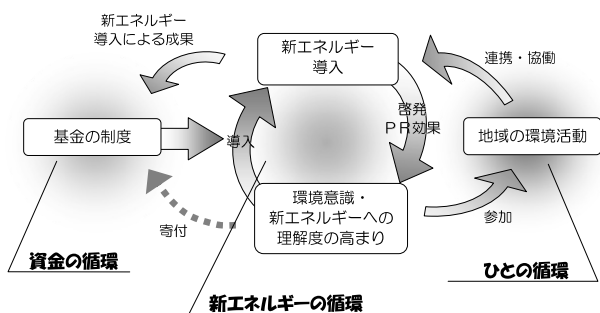 新エネルギー
導入による成果
新エネルギー
導入
連携・協働
啓発
ＰＲ効果
基金の制度
導入
地域の環境活動
環境意識・
新エネルギーへの
理解度の高まり
寄付
参加
資金の循環
ひとの循環
新エネルギーの循環